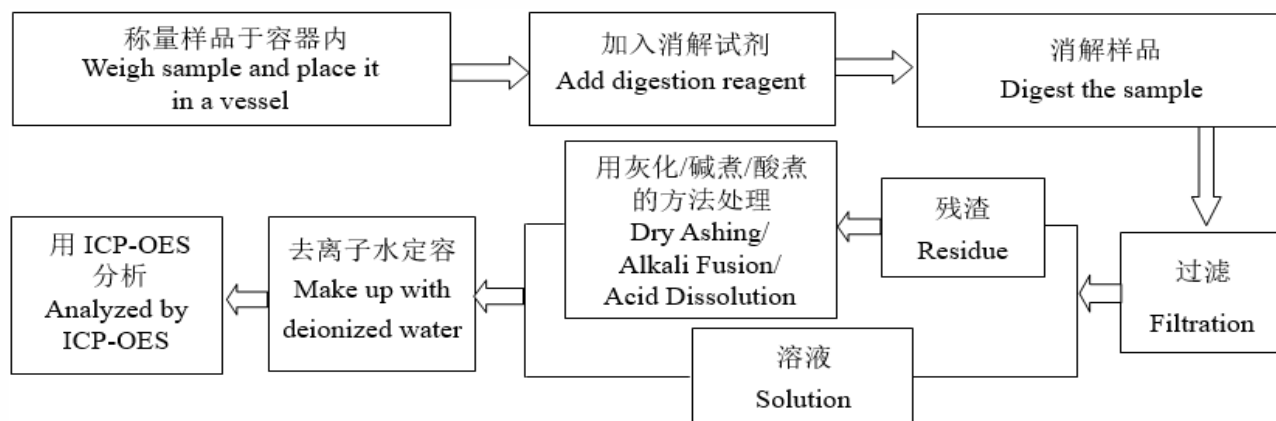 称量样品于容器内
Weigh sample and place it
in a vessel
加入消解试剂
Add digestion reagent
消解样品
Digest the sample
过滤
Filtration
残渣
Residue
用灰化/碱煮/酸煮
的方法处理
Dry Ashing/
Alkali Fusion/
Acid Dissolution
溶液
Solution
去离子水定容
Make up with
deionized water
用 ICP-OES
分析
Analyzed by
ICP-OES